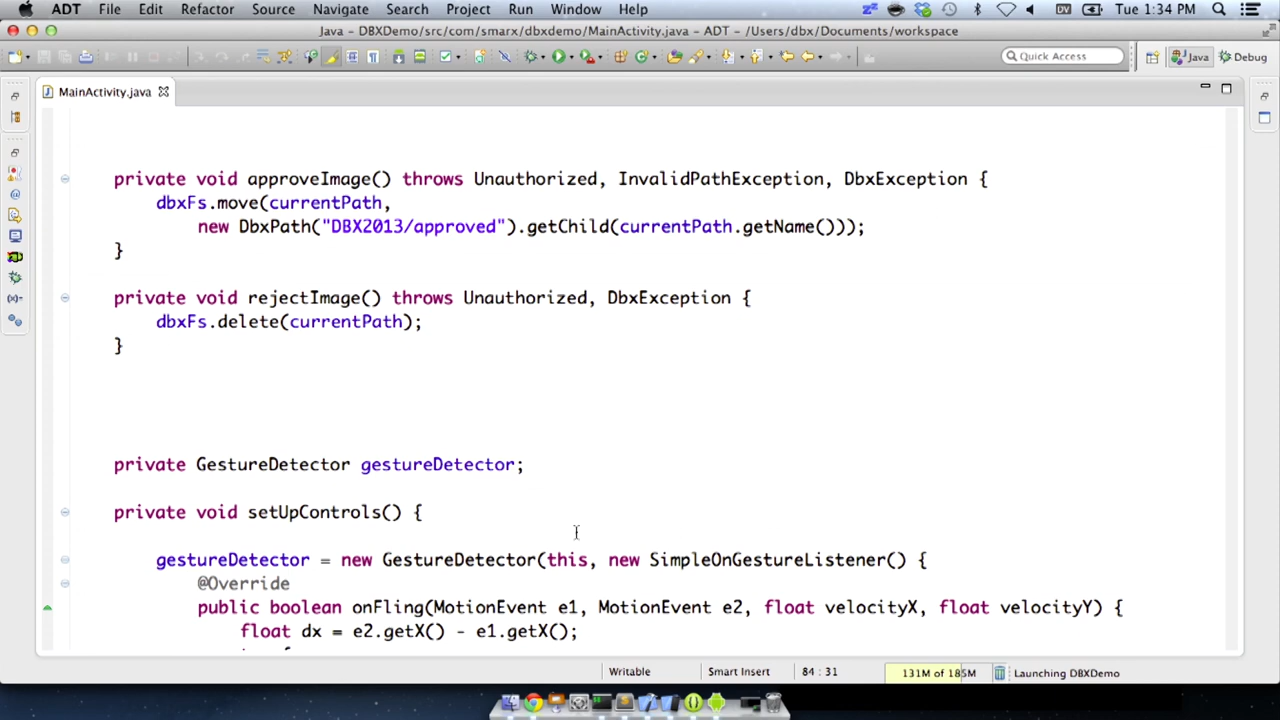 ADT File Edit Refactor Source Navigate Search Project Run Window Help Tue 1:34 PM
Java - DBXDemo/src/com/smarx/dbxdemo/MainActivity.java - ADT - /Users/dbx/Documents/workspace
Quick Access Java Debug
MainActivity.java
private void approveImage() throws Unauthorized, InvalidPathException, DbxException {
dbxFs.move(currentPath,
new DbxPath("DBX2013/approved").getChild(currentPath.getName()));
}
private void rejectImage() throws Unauthorized, DbxException {
dbxFs.delete(currentPath);
}
private GestureDetector gestureDetector;
private void setUpControls() {
gestureDetector = new GestureDetector(this, new SimpleOnGestureListener() {
@Override
public boolean onFling(MotionEvent e1, MotionEvent e2, float velocityX, float velocityY) {
float dx = e2.getX() - e1.getX();
Writable Smart Insert 84 : 31 131M of 185M Launching DBXDemo